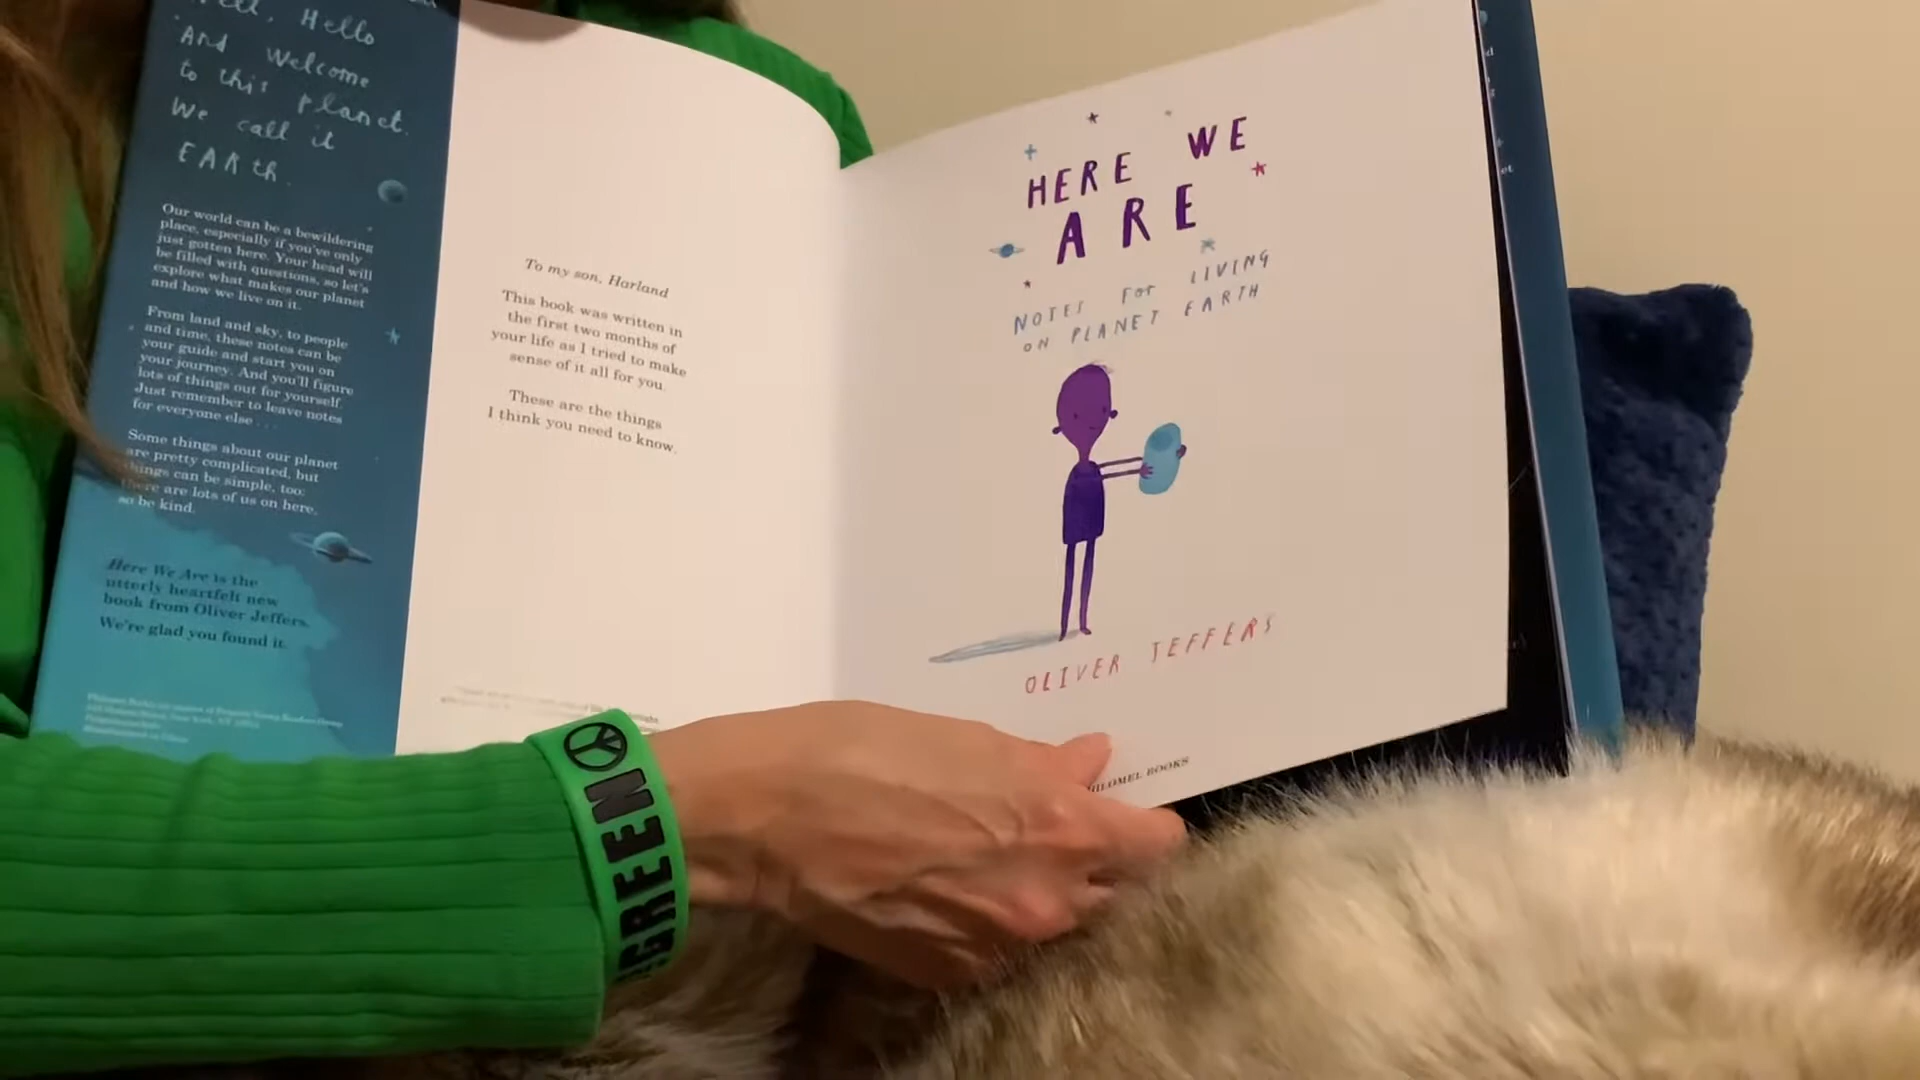 Well, Hello
And Welcome
to this Planet.
We call it
EARth.
Our world can be a bewildering
place, especially if you've only
just gotten here. Your head will
be filled with questions, so let's
explore what makes our planet
and how we live on it.
From land and sky, to people
and time, these notes can be
your guide and start you on
your journey. And you'll figure
lots of things out for yourself.
Just remember to leave notes
for everyone else . . .
Some things about our planet
are pretty complicated, but
things can be simple, too:
there are lots of us on here,
so be kind.
Here We Are is the
utterly heartfelt new
book from Oliver Jeffers.
We're glad you found it.
To my son, Harland
This book was written in
the first two months of
your life as I tried to make
sense of it all for you.
These are the things
I think you need to know.
HERE WE
ARE
NOTES FOR LIVING
ON PLANET EARTH
OLIVER JEFFERS
PHILOMEL BOOKS
GREEN